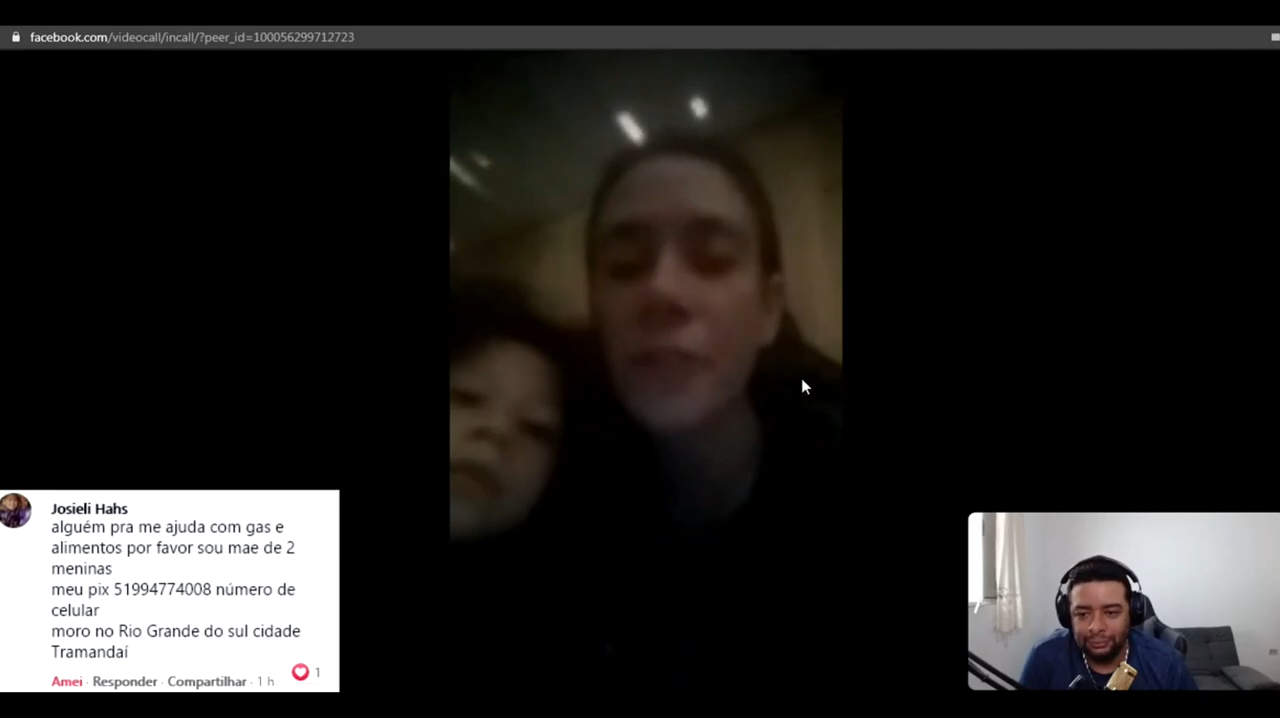 facebook.com/videocall/incall/?peer_id=100056299712723
Josieli Hahs
alguém pra me ajuda com gas e
alimentos por favor sou mae de 2
meninas
meu pix 51994774008 número de
celular
moro no Rio Grande do sul cidade
Tramandaí
Amei · Responder · Compartilhar · 1 h
1